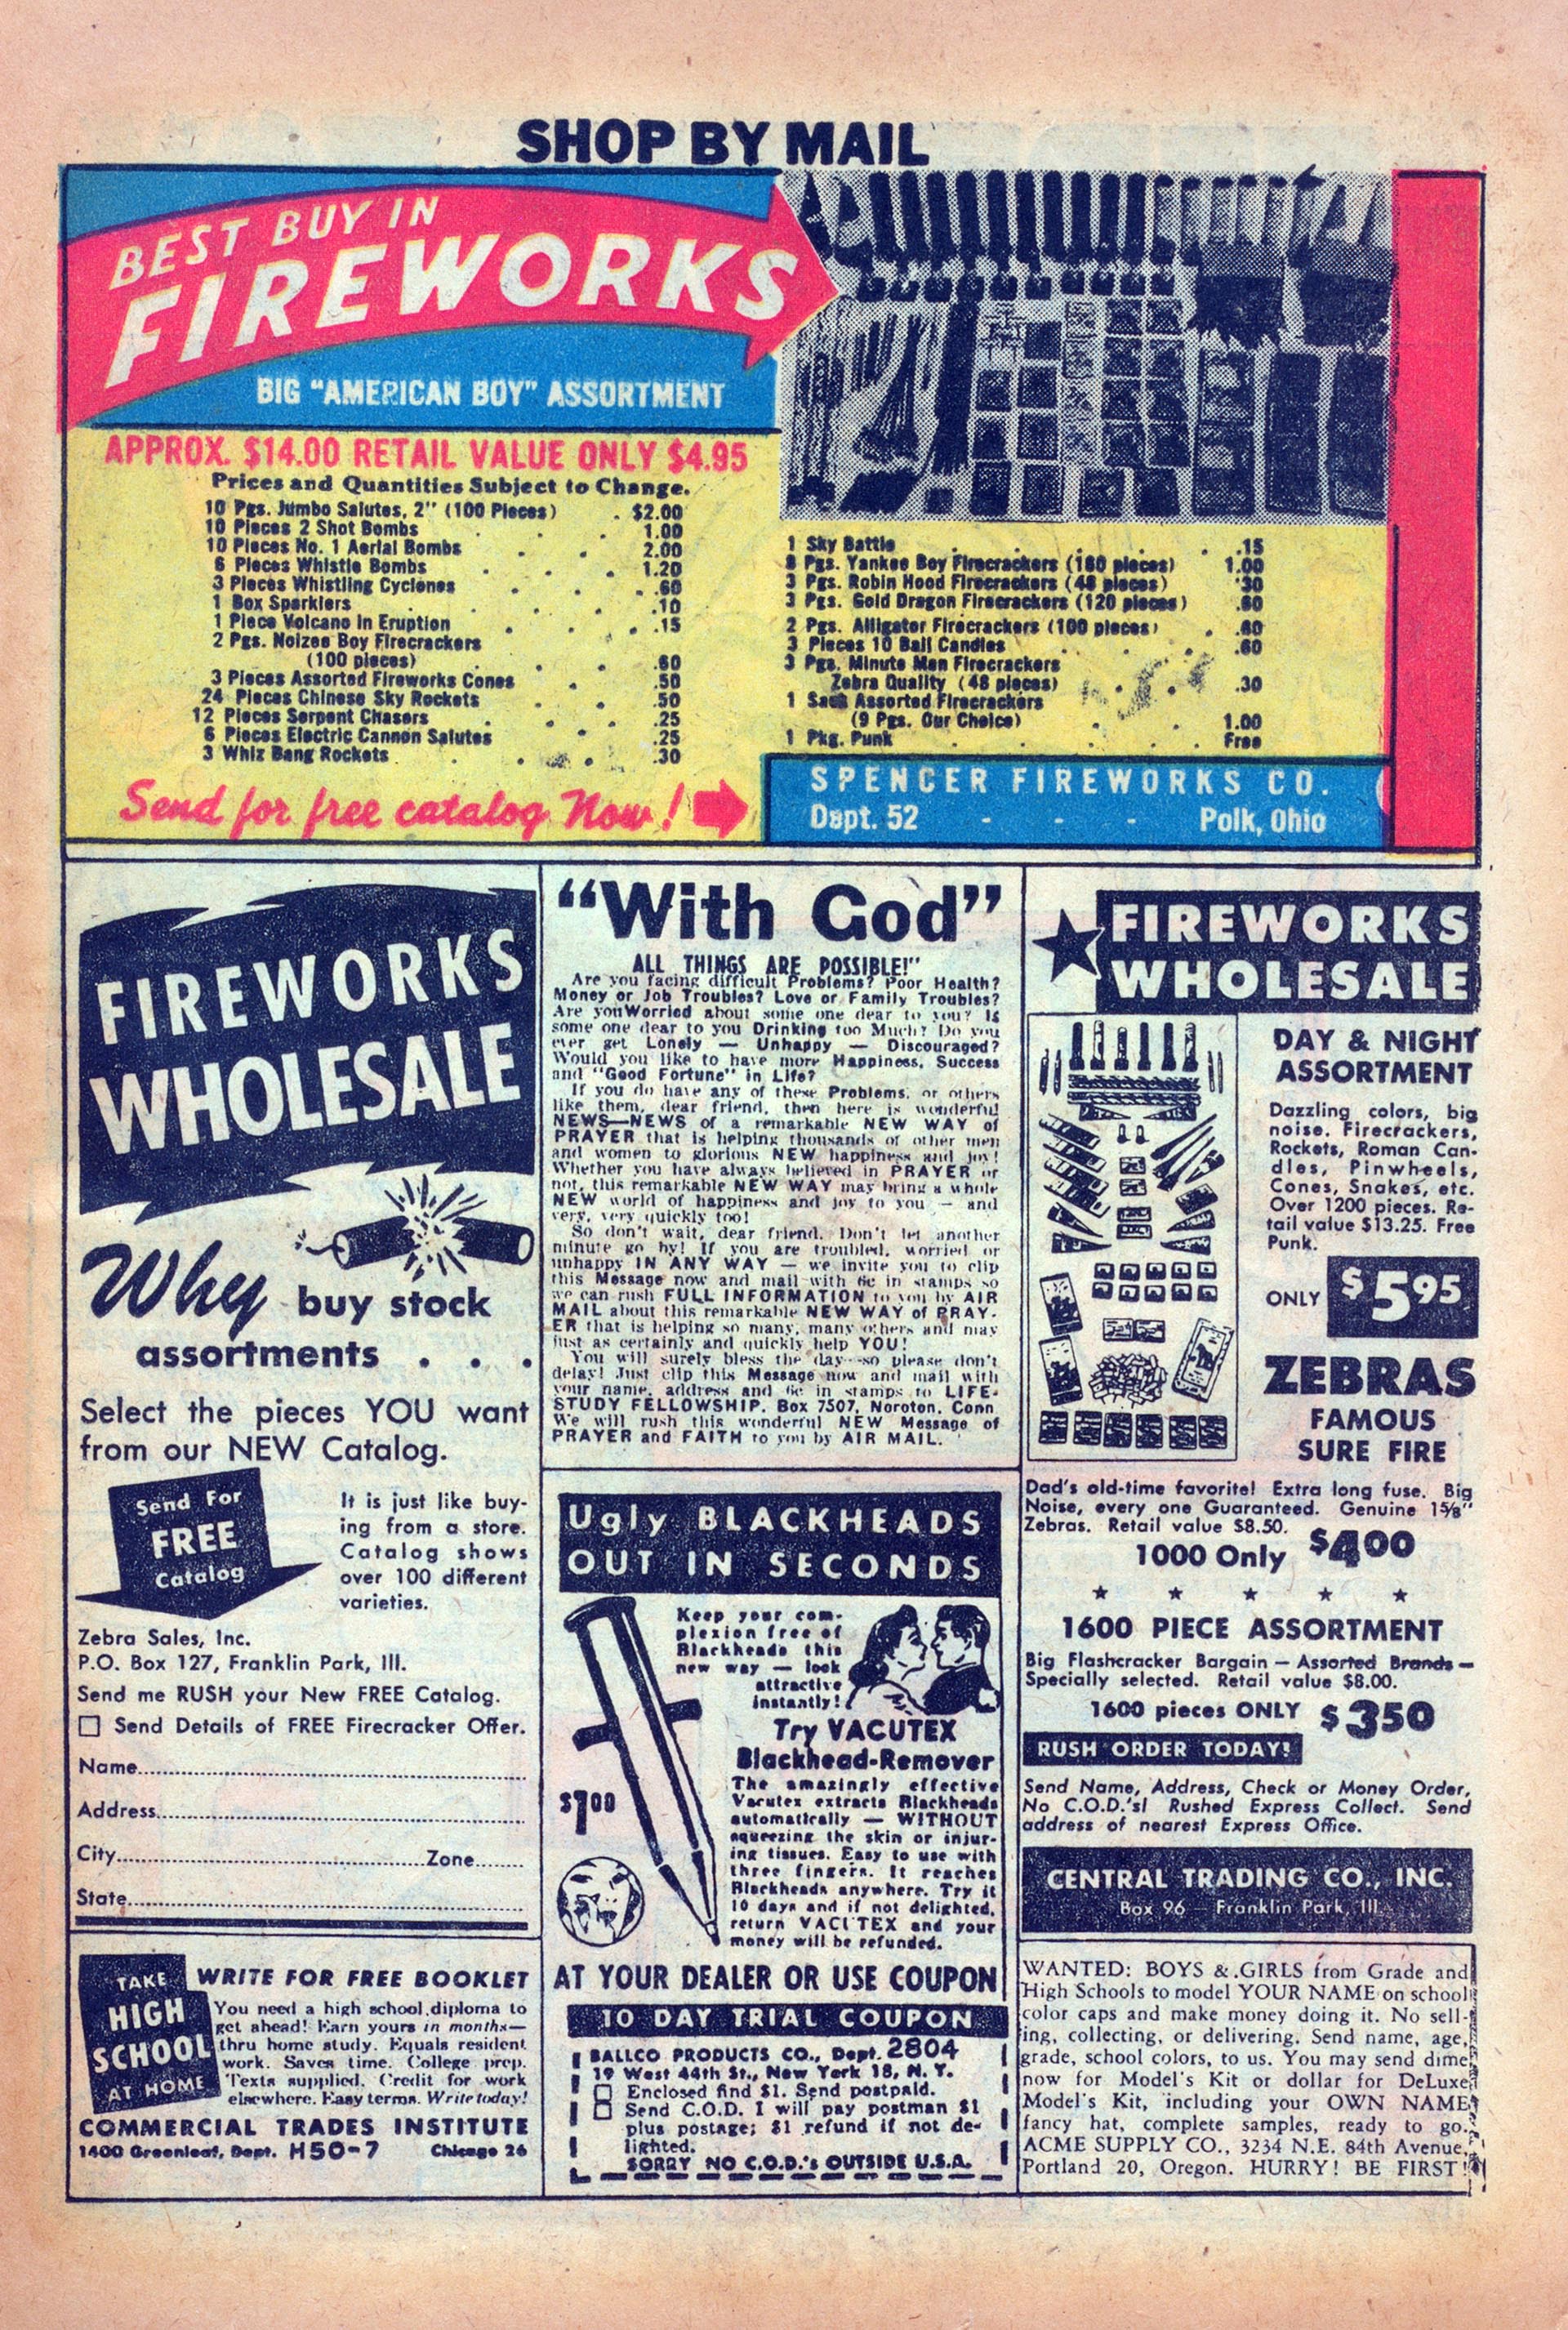 SHOP BY MAIL
BEST BUY IN
FIREWORKS
BIG "AMERICAN BOY" ASSORTMENT
APPROX. $14.00 RETAIL VALUE ONLY $4.95
Prices and Quantities Subject to Change.
10 Pgs. Jumbo Salutes, 2" (100 Pieces) . $2.00
10 Pieces 2 Shot Bombs . . . 1.00
10 Pieces No. 1 Aerial Bombs . . 2.00
6 Pieces Whistle Bombs . . . 1.20
3 Pieces Whistling Cyclones . . .60
1 Box Sparklers . . . .10
1 Piece Volcano in Eruption . . . .15
2 Pgs. Noizee Boy Firecrackers
(100 pieces) . . .60
3 Pieces Assorted Fireworks Cones . .50
24 Pieces Chinese Sky Rockets . . .50
12 Pieces Serpent Chasers . . . .25
6 Pieces Electric Cannon Salutes . . .25
3 Whiz Bang Rockets . . . .30
1 Sky Battle . . . . .15
8 Pgs. Yankee Boy Firecrackers (160 pieces) 1.00
3 Pgs. Robin Hood Firecrackers (48 pieces) .30
3 Pgs. Gold Dragon Firecrackers (120 pieces) .60
2 Pgs. Alligator Firecrackers (100 pieces) . .60
3 Pieces 10 Ball Candles . . . .60
3 Pgs. Minute Man Firecrackers
Zebra Quality (48 pieces) . . .30
1 Sack Assorted Firecrackers
(9 Pgs. Our Choice) . . 1.00
1 Pkg. Punk . . . . Free
Send for free catalog Now!
SPENCER FIREWORKS CO.
Dept. 52 - - - Polk, Ohio
FIREWORKS
WHOLESALE
Why buy stock
assortments . . .
Select the pieces YOU want
from our NEW Catalog.
Send For
FREE
Catalog
It is just like buy-
ing from a store.
Catalog shows
over 100 different
varieties.
Zebra Sales, Inc.
P.O. Box 127, Franklin Park, Ill.
Send me RUSH your New FREE Catalog.
☐ Send Details of FREE Firecracker Offer.
Name
Address
City Zone
State
TAKE
HIGH
SCHOOL
AT HOME
WRITE FOR FREE BOOKLET
You need a high school diploma to
get ahead! Earn yours in months—
thru home study. Equals resident
work. Saves time. College prep.
Texts supplied. Credit for work
elsewhere. Easy terms. Write today!
COMMERCIAL TRADES INSTITUTE
1400 Greenleaf, Dept. H50-7 Chicago 26
"With God"
ALL THINGS ARE POSSIBLE!"
Are you facing difficult Problems? Poor Health?
Money or Job Troubles? Love or Family Troubles?
Are you Worried about some one dear to you? Is
some one dear to you Drinking too Much? Do you
ever get Lonely — Unhappy — Discouraged?
Would you like to have more Happiness, Success
and "Good Fortune" in Life?
If you do have any of these Problems, or others
like them, dear friend, then here is wonderful
NEWS—NEWS of a remarkable NEW WAY of
PRAYER that is helping thousands of other men
and women to glorious NEW happiness and joy!
Whether you have always believed in PRAYER or
not, this remarkable NEW WAY may bring a whole
NEW world of happiness and joy to you — and
very, very quickly too!
So don't wait, dear friend. Don't let another
minute go by! If you are troubled, worried or
unhappy IN ANY WAY — we invite you to clip
this Message now and mail with 6c in stamps so
we can rush FULL INFORMATION to you by AIR
MAIL about this remarkable NEW WAY of PRAY-
ER that is helping so many, many others and may
just as certainly and quickly help YOU!
You will surely bless the day—so please don't
delay! Just clip this Message now and mail with
your name, address and 6c in stamps to LIFE-
STUDY FELLOWSHIP, Box 7507, Noroton, Conn
We will rush this wonderful NEW Message of
PRAYER and FAITH to you by AIR MAIL.
Ugly BLACKHEADS
OUT IN SECONDS
Keep your com-
plexion free of
Blackheads this
new way — look
attractive
instantly!
Try VACUTEX
Blackhead-Remover
$1.00
The amazingly effective
Vacutex extracts Blackheads
automatically — WITHOUT
squeezing the skin or injur-
ing tissues. Easy to use with
three fingers. It reaches
Blackheads anywhere. Try it
10 days and if not delighted,
return VACUTEX and your
money will be refunded.
AT YOUR DEALER OR USE COUPON
10 DAY TRIAL COUPON
BALLCO PRODUCTS CO., Dept. 2804
19 West 44th St., New York 18, N. Y.
☐ Enclosed find $1. Send postpaid.
☐ Send C.O.D. I will pay postman $1
plus postage; $1 refund if not de-
lighted.
SORRY NO C.O.D.'s OUTSIDE U.S.A.
FIREWORKS
WHOLESALE
DAY & NIGHT
ASSORTMENT
Dazzling colors, big
noise. Firecrackers,
Rockets, Roman Can-
dles, Pinwheels,
Cones, Snakes, etc.
Over 1200 pieces. Re-
tail value $13.25. Free
Punk.
ONLY $5.95
ZEBRAS
FAMOUS
SURE FIRE
Dad's old-time favorite! Extra long fuse. Big
Noise, every one Guaranteed. Genuine 1⅝"
Zebras. Retail value $8.50.
1000 Only $4.00
★ ★ ★ ★ ★
1600 PIECE ASSORTMENT
Big Flashcracker Bargain — Assorted Brands —
Specially selected. Retail value $8.00.
1600 pieces ONLY $3.50
RUSH ORDER TODAY!
Send Name, Address, Check or Money Order,
No C.O.D.'s! Rushed Express Collect. Send
address of nearest Express Office.
CENTRAL TRADING CO., INC.
Box 96 — Franklin Park, Ill.
WANTED: BOYS & GIRLS from Grade and
High Schools to model YOUR NAME on school
color caps and make money doing it. No sell-
ing, collecting, or delivering. Send name, age,
grade, school colors, to us. You may send dime
now for Model's Kit or dollar for DeLuxe
Model's Kit, including your OWN NAME
fancy hat, complete samples, ready to go.
ACME SUPPLY CO., 3234 N.E. 84th Avenue,
Portland 20, Oregon. HURRY! BE FIRST!